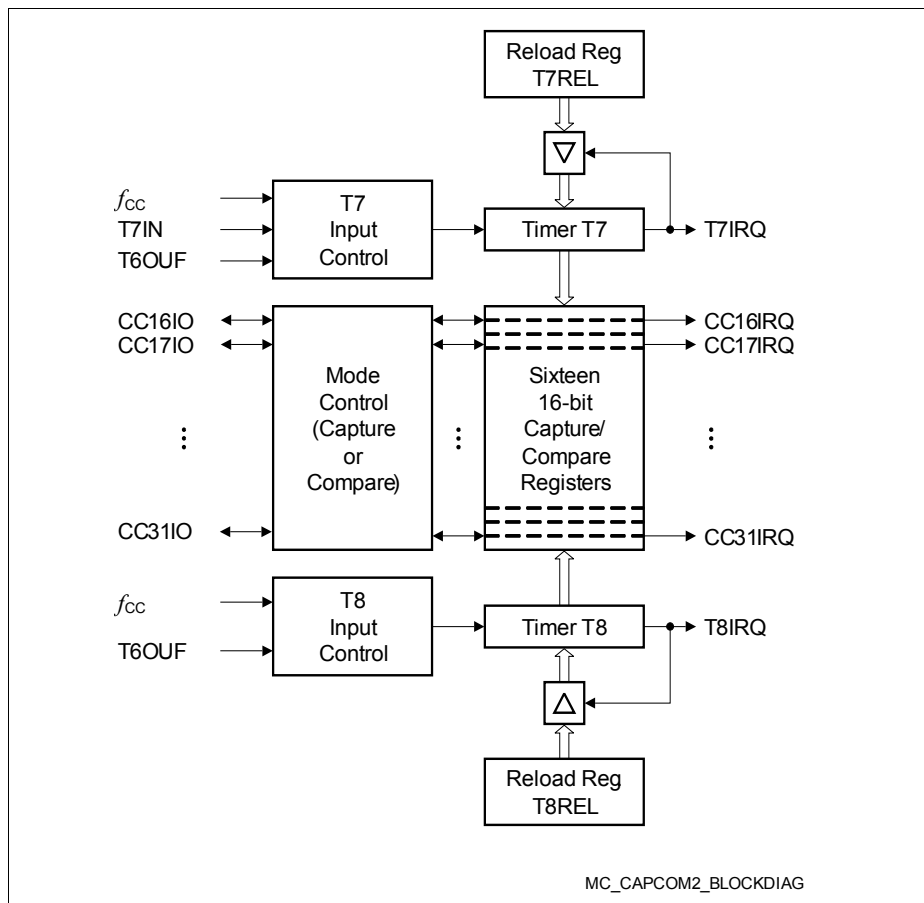 Reload Reg.
T7REL
fCC
T7IN
T6OUF
T7
Input
Control
Timer T7
T7IRQ
CC16IO
CC17IO
CC31IO
Mode
Control
(Capture
or
Compare)
Sixteen
16-bit
Capture/
Compare
Registers
CC16IRQ
CC17IRQ
CC31IRQ
fCC
T6OUF
T8
Input
Control
Timer T8
T8IRQ
Reload Reg.
T8REL
MC_CAPCOM2_BLOCKDIAG